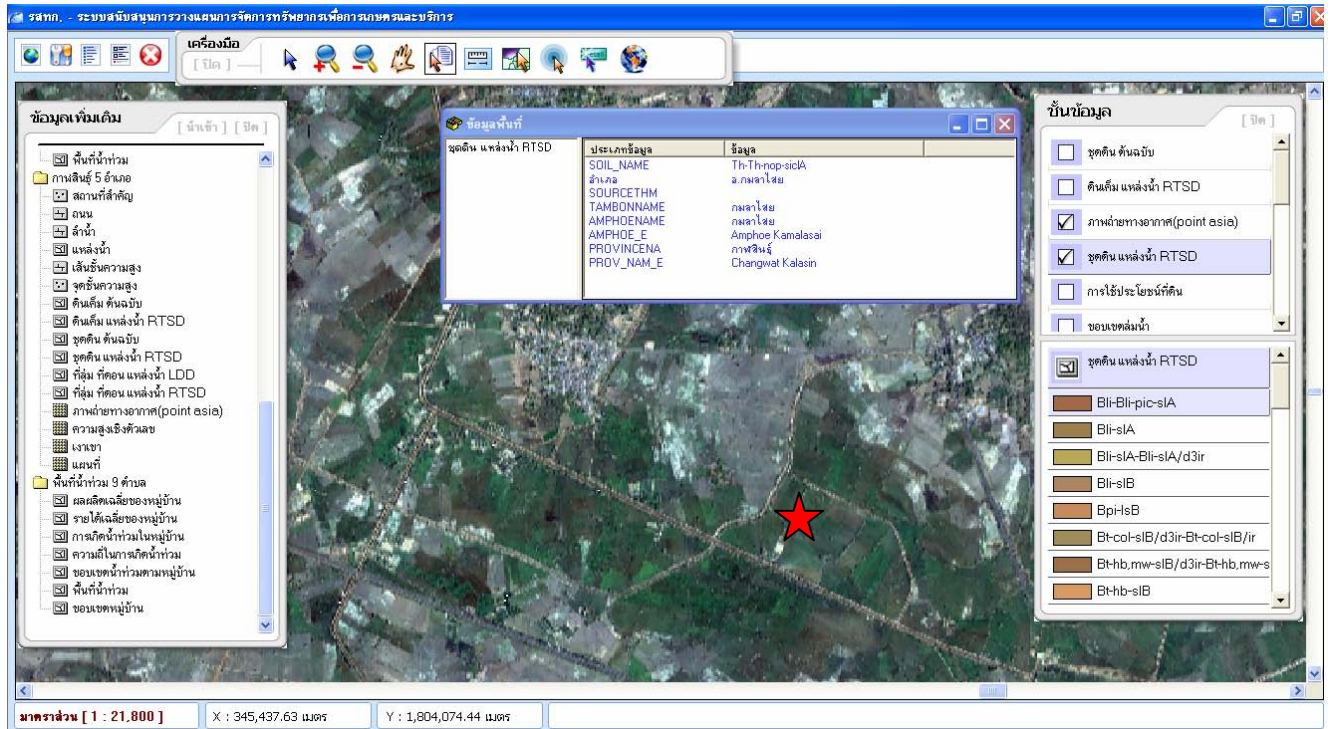 รสทก. - ระบบสนับสนุนการวางแผนการจัดการทรัพยากรเพื่อการเกษตรและบริการ
เครื่องมือ
[ ปิด ]
ข้อมูลเพิ่มเติม
[ นำเข้า ] [ ปิด ]
พื้นที่น้ำท่วม
กาฬสินธุ์ 5 อำเภอ
สถานที่สำคัญ
ถนน
ลำน้ำ
แหล่งน้ำ
เส้นชั้นความสูง
จุดชั้นความสูง
ดินเค็ม ต้นฉบับ
ดินเค็ม แหล่งน้ำ RTSD
ชุดดิน ต้นฉบับ
ชุดดิน แหล่งน้ำ RTSD
ที่ลุ่ม ที่ดอน แหล่งน้ำ LDD
ที่ลุ่ม ที่ดอน แหล่งน้ำ RTSD
ภาพถ่ายทางอากาศ(point asia)
ความสูงเชิงตัวเลข
เงาเขา
แผนที่
พื้นที่น้ำท่วม 9 ตำบล
ผลผลิตเฉลี่ยของหมู่บ้าน
รายได้เฉลี่ยของหมู่บ้าน
การเกิดน้ำท่วมในหมู่บ้าน
ความถี่ในการเกิดน้ำท่วม
ขอบเขตน้ำท่วมตามหมู่บ้าน
พื้นที่น้ำท่วม
ขอบเขตหมู่บ้าน
ข้อมูลพื้นที่
ชุดดิน แหล่งน้ำ RTSD
ประเภทข้อมูล ข้อมูล
SOIL_NAME Th-Th-nop-siclA
อำเภอ อ.กมลาไสย
SOURCETHM
TAMBONNAME กมลาไสย
AMPHOENAME กมลาไสย
AMPHOE_E Amphoe Kamalasai
PROVINCENA กาฬสินธุ์
PROV_NAM_E Changwat Kalasin
ชั้นข้อมูล
[ ปิด ]
ชุดดิน ต้นฉบับ
ดินเค็ม แหล่งน้ำ RTSD
ภาพถ่ายทางอากาศ(point asia)
ชุดดิน แหล่งน้ำ RTSD
การใช้ประโยชน์ที่ดิน
ขอบเขตลุ่มน้ำ
ชุดดิน แหล่งน้ำ RTSD
Bli-Bli-pic-slA
Bli-slA
Bli-slA-Bli-slA/d3ir
Bli-slB
Bpi-lsB
Bt-col-slB/d3ir-Bt-col-slB/ir
Bt-hb,mw-slB/d3ir-Bt-hb,mw-s
Bt-hb-slB
มาตราส่วน [ 1 : 21,800 ]
X : 345,437.63 เมตร
Y : 1,804,074.44 เมตร